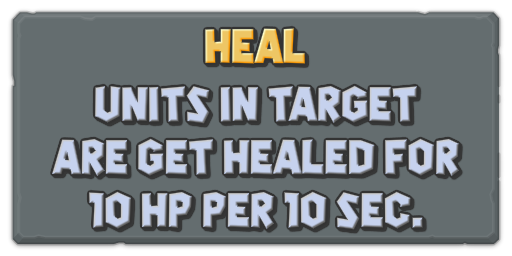 HEAL
UNITS IN TARGET
ARE GET HEALED FOR
10 HP PER 10 SEC.